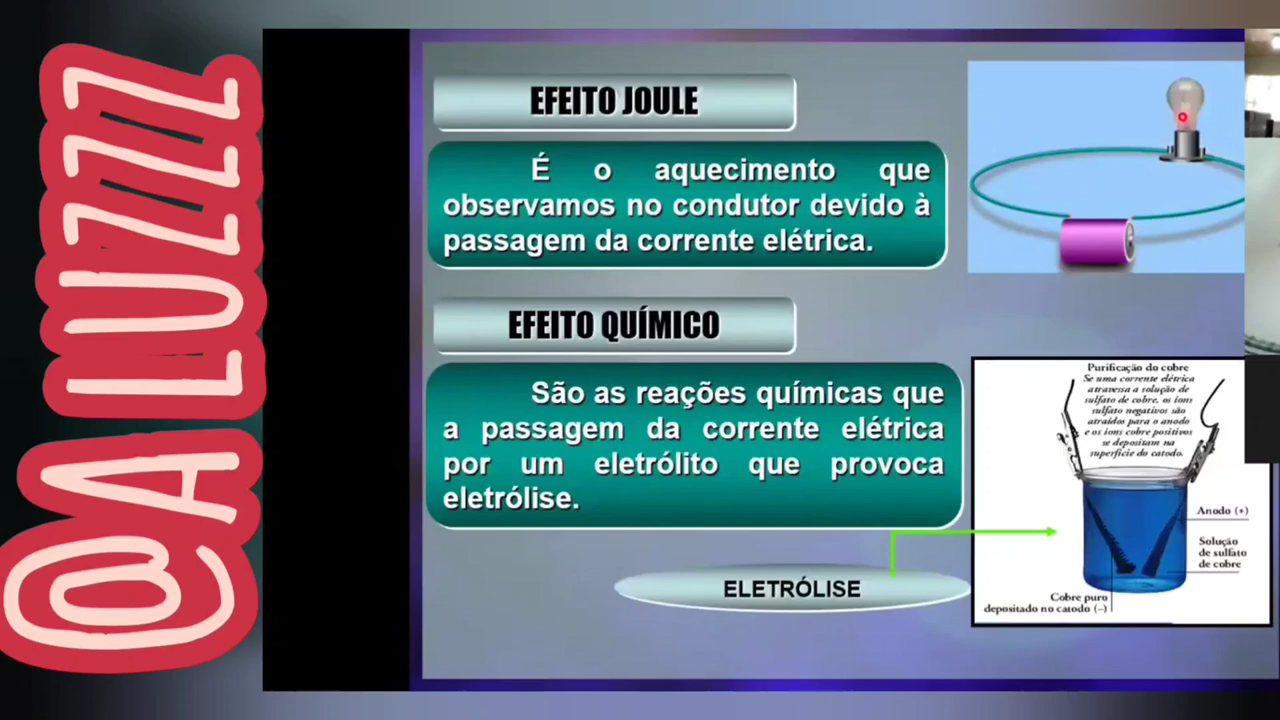 @A LUZZZ
EFEITO JOULE
É o aquecimento que
observamos no condutor devido à
passagem da corrente elétrica.
EFEITO QUÍMICO
São as reações químicas que
a passagem da corrente elétrica
por um eletrólito que provoca
eletrólise.
ELETRÓLISE
Purificação do cobre
Se uma corrente elétrica
atravessa a solução de
sulfato de cobre, os íons
sulfato negativos são
atraídos para o anodo
e os íons cobre positivos
se depositam na
superfície do catodo.
Anodo (+)
Solução
de sulfato
de cobre
Cobre puro
depositado no catodo (–)